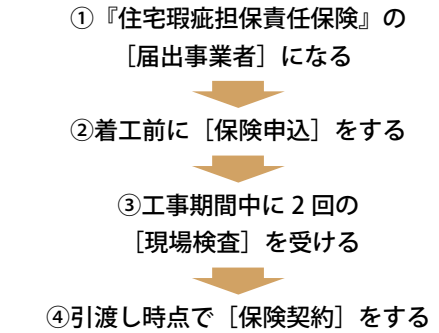 ①『住宅瑕疵担保責任保険』の
［届出事業者］になる
②着工前に［保険申込］をする
③工事期間中に 2 回の
［現場検査］を受ける
④引渡し時点で［保険契約］をする